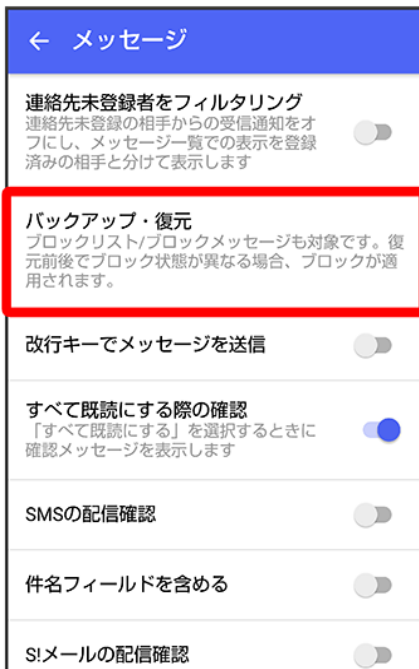 ← メッセージ
連絡先未登録者をフィルタリング
連絡先未登録の相手からの受信通知をオ
フにし、メッセージ一覧での表示を登録
済みの相手と分けて表示します
バックアップ・復元
ブロックリスト/ブロックメッセージも対象です。復
元前後でブロック状態が異なる場合、ブロックが適
用されます。
改行キーでメッセージを送信
すべて既読にする際の確認
「すべて既読にする」を選択するときに
確認メッセージを表示します
SMSの配信確認
件名フィールドを含める
S!メールの配信確認